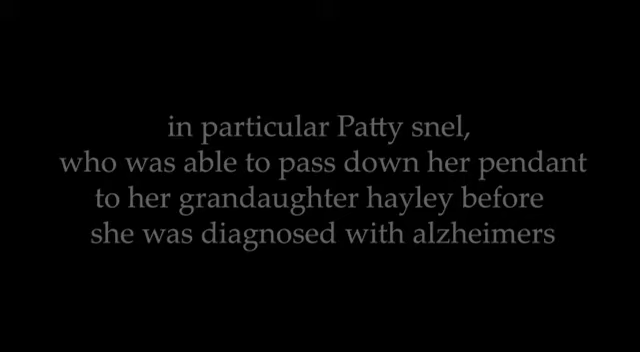 in particular Patty snel,
who was able to pass down her pendant
to her grandaughter hayley before
she was diagnosed with alzheimers